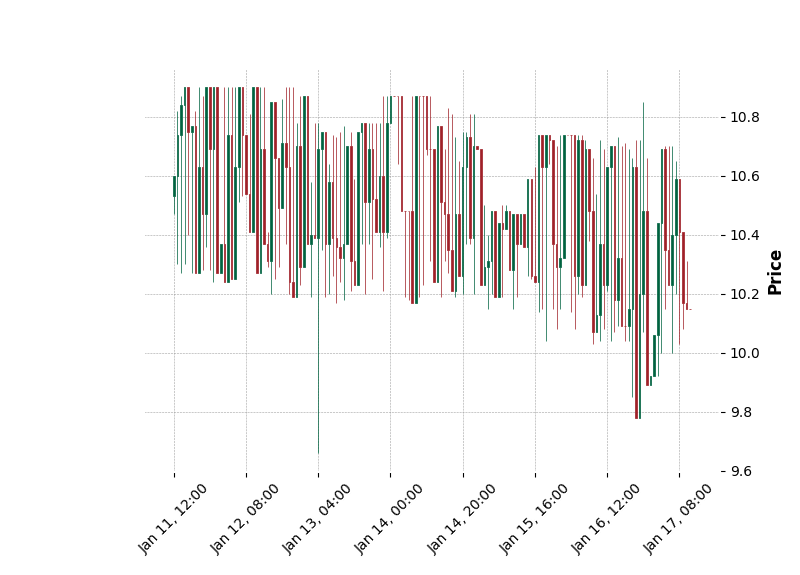 10.8
10.6
10.4
10.2
10.0
9.8
9.6
Price
Jan 11, 12:00
Jan 12, 08:00
Jan 13, 04:00
Jan 14, 00:00
Jan 14, 20:00
Jan 15, 16:00
Jan 16, 12:00
Jan 17, 08:00